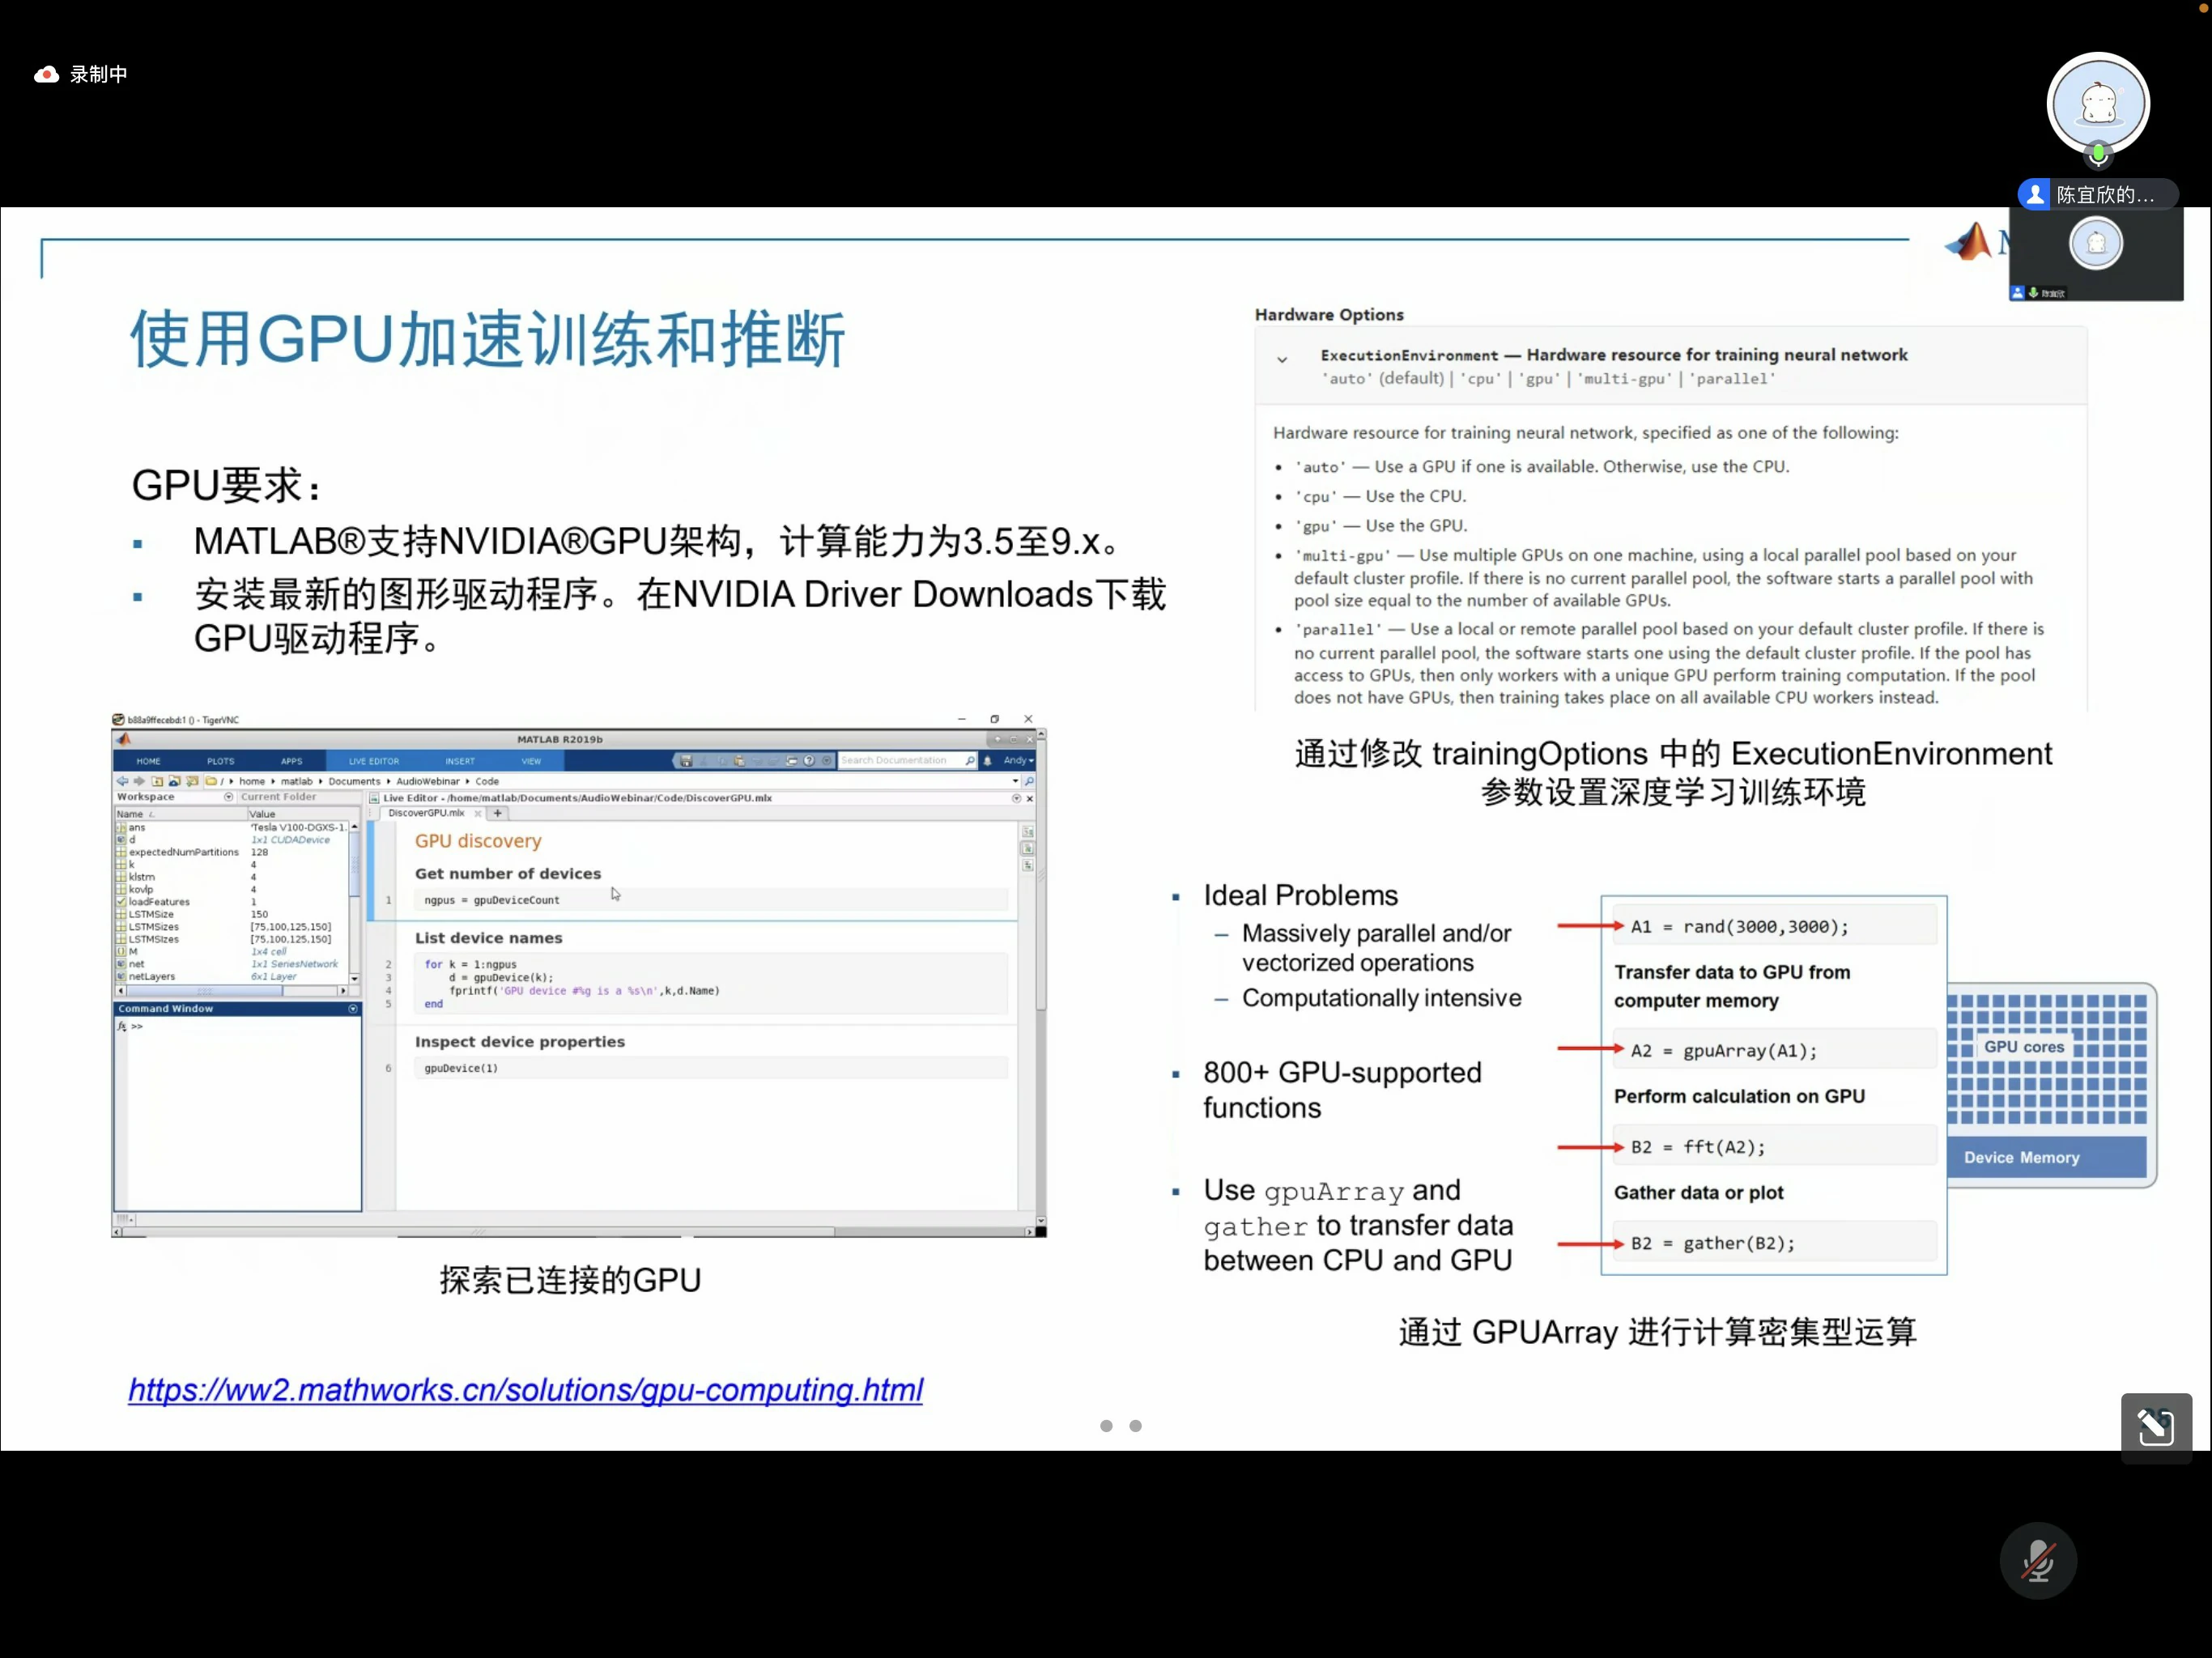 录制中
陈宜欣的...
陈宜欣
使用GPU加速训练和推断
GPU要求：
▪ MATLAB®支持NVIDIA®GPU架构，计算能力为3.5至9.x。
▪ 安装最新的图形驱动程序。在NVIDIA Driver Downloads下载
GPU驱动程序。
b88a9ffecebd:1 () - TigerVNC
MATLAB R2019b
HOME PLOTS APPS LIVE EDITOR INSERT VIEW Search Documentation Andy
/ home matlab Documents AudioWebinar Code
Workspace Current Folder
Name Value
ans 'Tesla V100-DGXS-1.
d 1x1 CUDADevice
expectedNumPartitions 128
k 4
klstm 4
kovlp 4
loadFeatures 1
LSTMSize 150
LSTMSizes [75,100,125,150]
LSTMSizes [75,100,125,150]
M 1x4 cell
net 1x1 SeriesNetwork
netLayers 6x1 Layer
Command Window
fx >>
Live Editor - /home/matlab/Documents/AudioWebinar/Code/DiscoverGPU.mlx
DiscoverGPU.mlx
GPU discovery
Get number of devices
1 ngpus = gpuDeviceCount
List device names
2 for k = 1:ngpus
3 d = gpuDevice(k);
4 fprintf('GPU device #%g is a %s\n',k,d.Name)
5 end
Inspect device properties
6 gpuDevice(1)
探索已连接的GPU
https://ww2.mathworks.cn/solutions/gpu-computing.html
Hardware Options
ExecutionEnvironment — Hardware resource for training neural network
'auto' (default) | 'cpu' | 'gpu' | 'multi-gpu' | 'parallel'
Hardware resource for training neural network, specified as one of the following:
• 'auto' — Use a GPU if one is available. Otherwise, use the CPU.
• 'cpu' — Use the CPU.
• 'gpu' — Use the GPU.
• 'multi-gpu' — Use multiple GPUs on one machine, using a local parallel pool based on your
default cluster profile. If there is no current parallel pool, the software starts a parallel pool with
pool size equal to the number of available GPUs.
• 'parallel' — Use a local or remote parallel pool based on your default cluster profile. If there is
no current parallel pool, the software starts one using the default cluster profile. If the pool has
access to GPUs, then only workers with a unique GPU perform training computation. If the pool
does not have GPUs, then training takes place on all available CPU workers instead.
通过修改 trainingOptions 中的 ExecutionEnvironment
参数设置深度学习训练环境
▪ Ideal Problems
– Massively parallel and/or
vectorized operations
– Computationally intensive
▪ 800+ GPU-supported
functions
▪ Use gpuArray and
gather to transfer data
between CPU and GPU
A1 = rand(3000,3000);
Transfer data to GPU from
computer memory
A2 = gpuArray(A1);
Perform calculation on GPU
B2 = fft(A2);
Gather data or plot
B2 = gather(B2);
GPU cores
Device Memory
通过 GPUArray 进行计算密集型运算